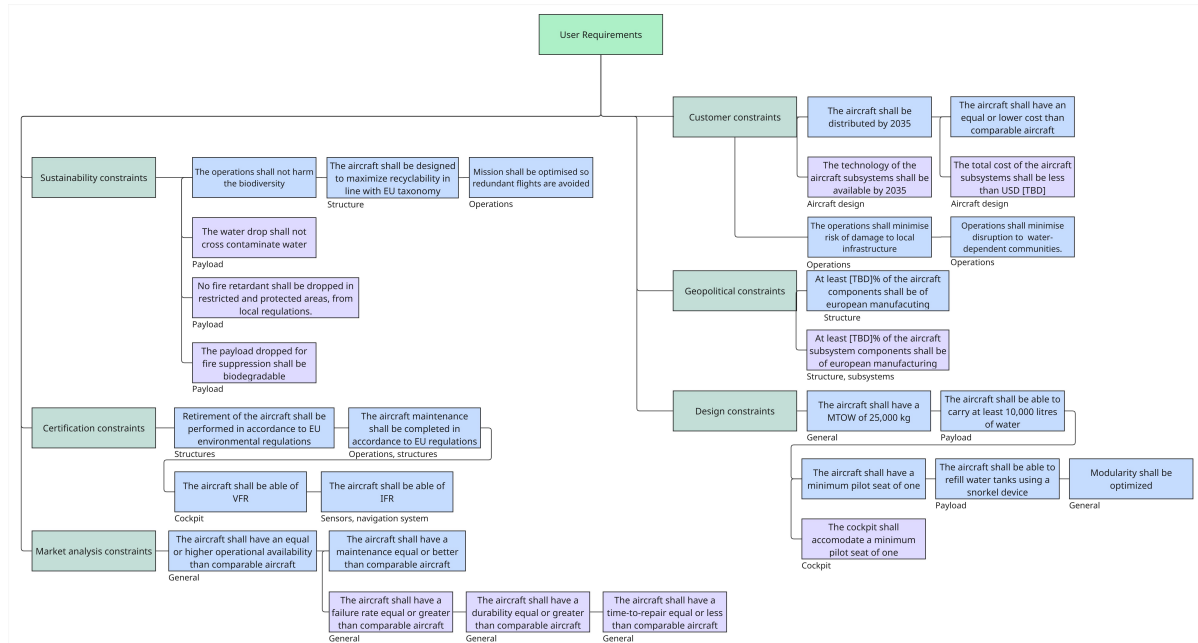 User Requirements
Customer constraints
The aircraft shall be
distributed by 2035
The aircraft shall have an
equal or lower cost than
comparable aircraft
The technology of the
aircraft subsystems shall be
available by 2035
Aircraft design
The total cost of the aircraft
subsystems shall be less
than USD [TBD]
Aircraft design
The operations shall minimise
risk of damage to local
infrastructure
Operations
Operations shall minimise
disruption to water-
dependent communities.
Operations
Geopolitical constraints
At least [TBD]% of the aircraft
components shall be of
european manufacuting
Structure
At least [TBD]% of the aircraft
subsystem components shall be
of european manufacturing
Structure, subsystems
Design constraints
The aircraft shall have a
MTOW of 25,000 kg
General
The aircraft shall be able to
carry at least 10,000 litres
of water
Payload
The aircraft shall have a
minimum pilot seat of one
The aircraft shall be able to
refill water tanks using a
snorkel device
Payload
Modularity shall be
optimized
General
The cockpit shall
accomodate a minimum
pilot seat of one
Cockpit
Sustainability constraints
The operations shall not harm
the biodiversity
The aircraft shall be designed
to maximize recyclability in
line with EU taxonomy
Structure
Mission shall be optimised so
redundant flights are avoided
Operations
The water drop shall not
cross contaminate water
Payload
No fire retardant shall be dropped in
restricted and protected areas, from
local regulations.
Payload
The payload dropped for
fire suppression shall be
biodegradable
Payload
Certification constraints
Retirement of the aircraft shall be
performed in accordance to EU
environmental regulations
Structures
The aircraft maintenance
shall be completed in
accordance to EU regulations
Operations, structures
The aircraft shall be able of
VFR
Cockpit
The aircraft shall be able of
IFR
Sensors, navigation system
Market analysis constraints
The aircraft shall have an equal
or higher operational availability
than comparable aircraft
General
The aircraft shall have a
maintenance equal or better
than comparable aircraft
The aircraft shall have a
failure rate equal or greater
than comparable aircraft
General
The aircraft shall have a
durability equal or greater
than comparable aircraft
General
The aircraft shall have a
time-to-repair equal or less
than comparable aircraft
General